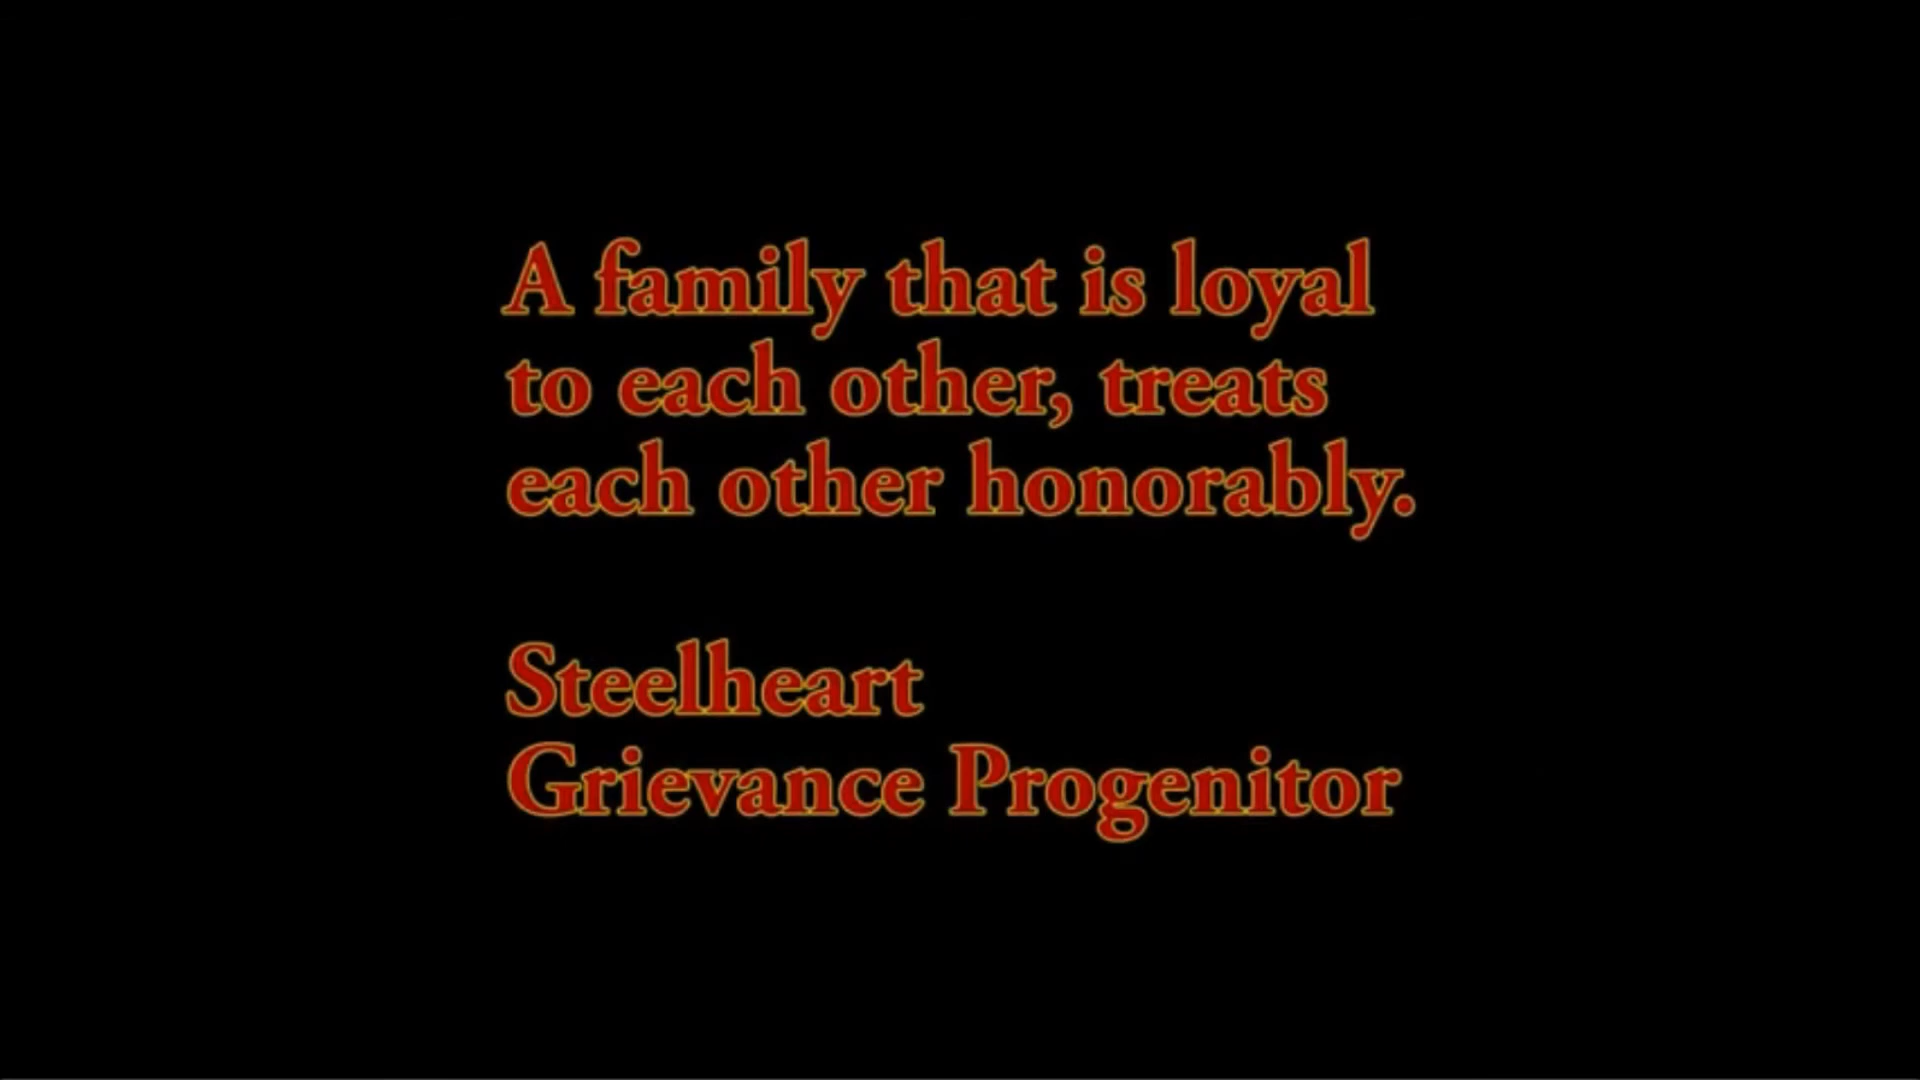 A family that is loyal
to each other, treats
each other honorably.
Steelheart
Grievance Progenitor